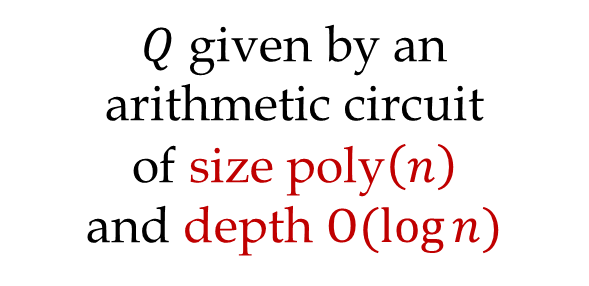 Q given by an
arithmetic circuit
of size poly(n)
and depth O(log n)